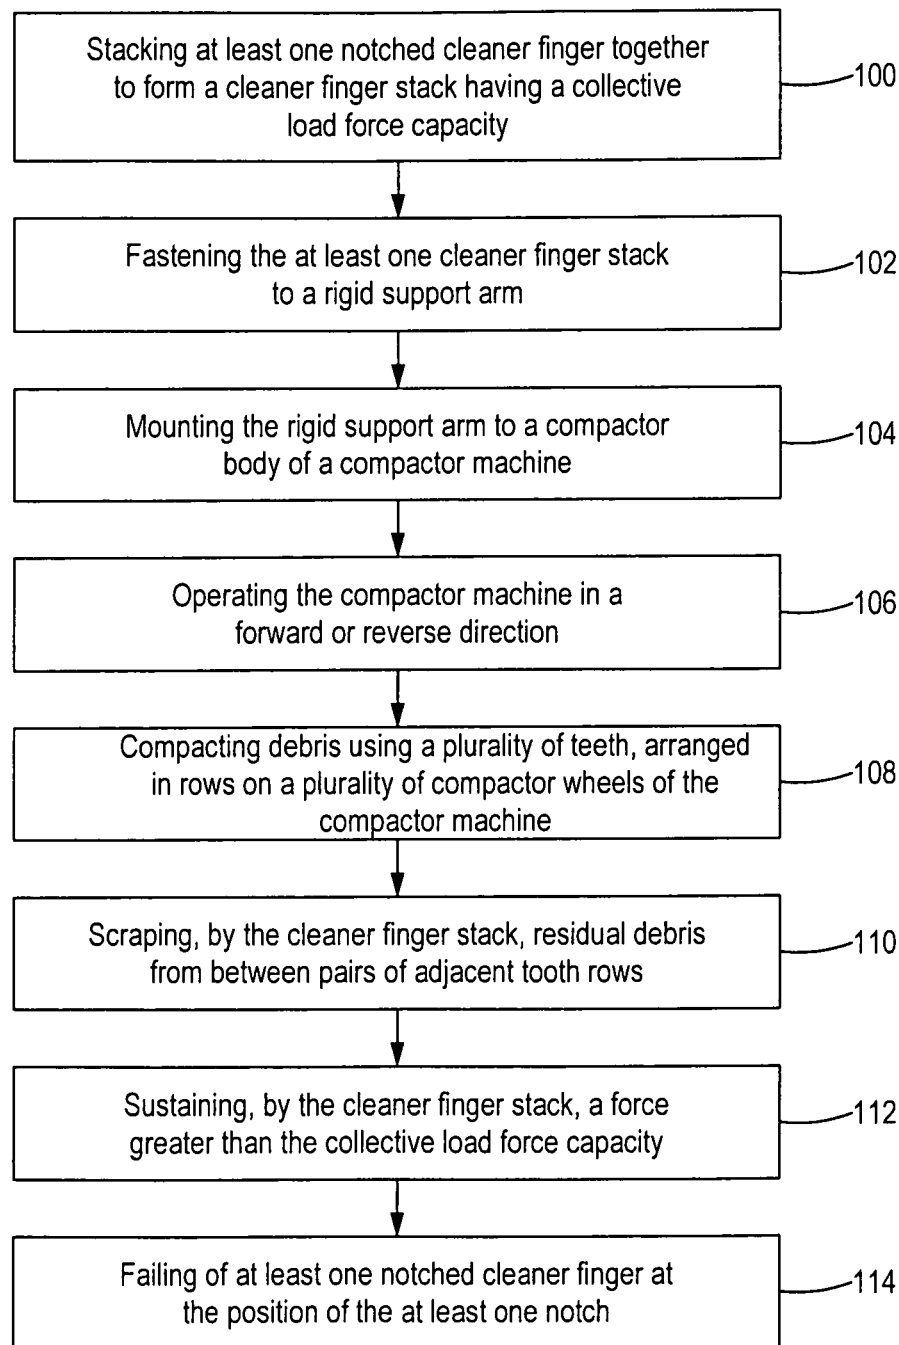 Stacking at least one notched cleaner finger together
to form a cleaner finger stack having a collective
load force capacity
100
Fastening the at least one cleaner finger stack
to a rigid support arm
102
Mounting the rigid support arm to a compactor
body of a compactor machine
104
Operating the compactor machine in a
forward or reverse direction
106
Compacting debris using a plurality of teeth, arranged
in rows on a plurality of compactor wheels of the
compactor machine
108
Scraping, by the cleaner finger stack, residual debris
from between pairs of adjacent tooth rows
110
Sustaining, by the cleaner finger stack, a force
greater than the collective load force capacity
112
Failing of at least one notched cleaner finger at
the position of the at least one notch
114